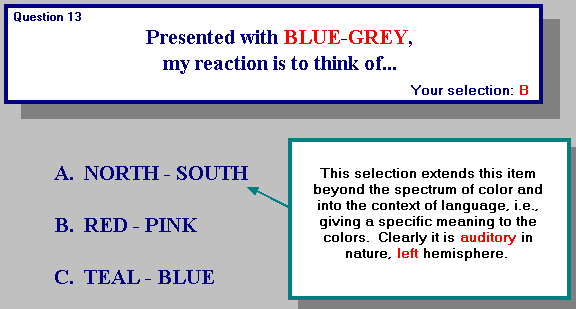 Question 13
Presented with BLUE-GREY,
my reaction is to think of...
Your selection: B
A. NORTH - SOUTH
B. RED - PINK
C. TEAL - BLUE
This selection extends this item
beyond the spectrum of color and
into the context of language, i.e.,
giving a specific meaning to the
colors. Clearly it is auditory in
nature, left hemisphere.